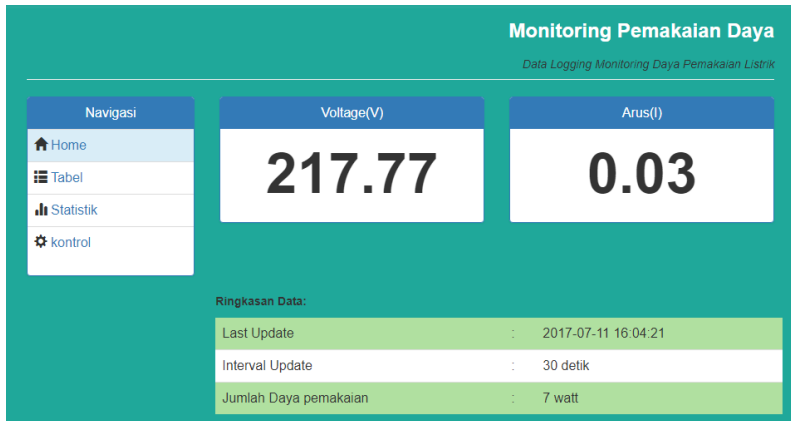 Monitoring Pemakaian Daya
Data Logging Monitoring Daya Pemakaian Listrik
Navigasi
Home
Tabel
Statistik
kontrol
Voltage(V)
217.77
Arus(I)
0.03
Ringkasan Data:
Last Update : 2017-07-11 16:04:21
Interval Update : 30 detik
Jumlah Daya pemakaian : 7 watt